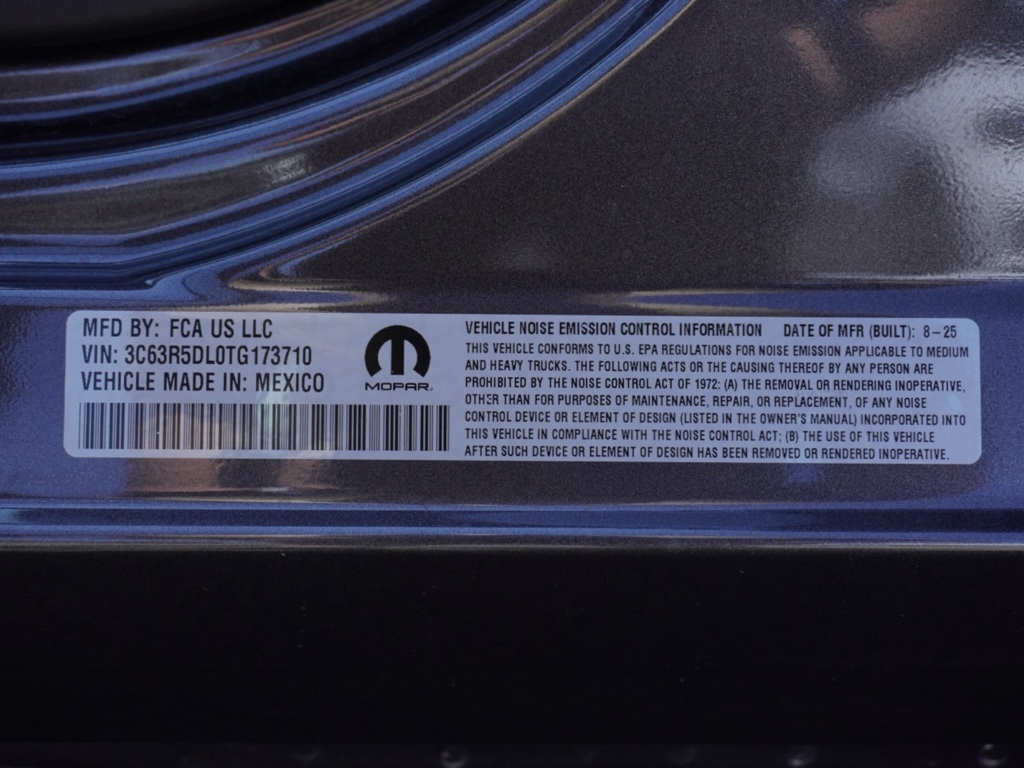 MFD BY: FCA US LLC
VIN: 3C63R5DL0TG173710
VEHICLE MADE IN: MEXICO
MOPAR®
VEHICLE NOISE EMISSION CONTROL INFORMATION DATE OF MFR (BUILT): 8-25
THIS VEHICLE CONFORMS TO U.S. EPA REGULATIONS FOR NOISE EMISSION APPLICABLE TO MEDIUM
AND HEAVY TRUCKS. THE FOLLOWING ACTS OR THE CAUSING THEREOF BY ANY PERSON ARE
PROHIBITED BY THE NOISE CONTROL ACT OF 1972: (A) THE REMOVAL OR RENDERING INOPERATIVE,
OTHER THAN FOR PURPOSES OF MAINTENANCE, REPAIR, OR REPLACEMENT, OF ANY NOISE
CONTROL DEVICE OR ELEMENT OF DESIGN (LISTED IN THE OWNER'S MANUAL) INCORPORATED INTO
THIS VEHICLE IN COMPLIANCE WITH THE NOISE CONTROL ACT; (B) THE USE OF THIS VEHICLE
AFTER SUCH DEVICE OR ELEMENT OF DESIGN HAS BEEN REMOVED OR RENDERED INOPERATIVE.